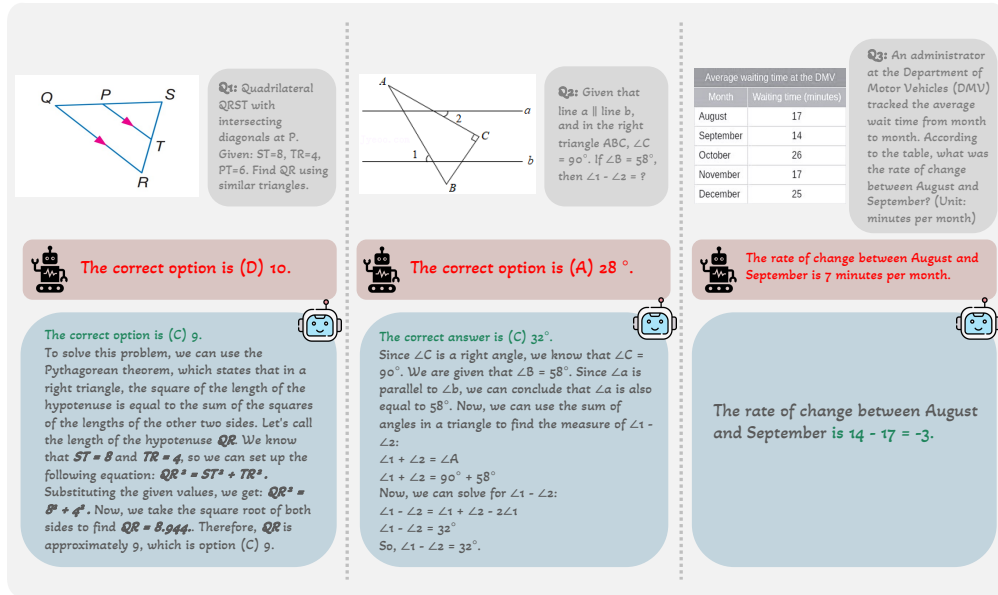 Q P S
T
R
Q1: Quadrilateral
QRST with
intersecting
diagonals at P.
Given: ST=8, TR=4,
PT=6. Find QR using
similar triangles.
A
2
a
C
1
b
B
Q2: Given that
line a ∥ line b,
and in the right
triangle ABC, ∠C
= 90°. If ∠B = 58°,
then ∠1 - ∠2 = ?
Average waiting time at the DMV
Month Waiting time (minutes)
August 17
September 14
October 26
November 17
December 25
Q3: An administrator
at the Department of
Motor Vehicles (DMV)
tracked the average
wait time from month
to month. According
to the table, what was
the rate of change
between August and
September? (Unit:
minutes per month)
The correct option is (D) 10.
The correct option is (A) 28 °.
The rate of change between August and
September is 7 minutes per month.
The correct option is (C) 9.
To solve this problem, we can use the
Pythagorean theorem, which states that in a
right triangle, the square of the length of the
hypotenuse is equal to the sum of the squares
of the lengths of the other two sides. Let's call
the length of the hypotenuse QR. We know
that ST = 8 and TR = 4, so we can set up the
following equation: QR² = ST² + TR².
Substituting the given values, we get: QR² =
8² + 4². Now, we take the square root of both
sides to find QR = 8.944.. Therefore, QR is
approximately 9, which is option (C) 9.
The correct answer is (C) 32°.
Since ∠C is a right angle, we know that ∠C =
90°. We are given that ∠B = 58°. Since ∠a is
parallel to ∠b, we can conclude that ∠a is also
equal to 58°. Now, we can use the sum of
angles in a triangle to find the measure of ∠1 -
∠2:
∠1 + ∠2 = ∠A
∠1 + ∠2 = 90° + 58°
Now, we can solve for ∠1 - ∠2:
∠1 - ∠2 = ∠1 + ∠2 - 2∠1
∠1 - ∠2 = 32°
So, ∠1 - ∠2 = 32°.
The rate of change between August
and September is 14 - 17 = -3.